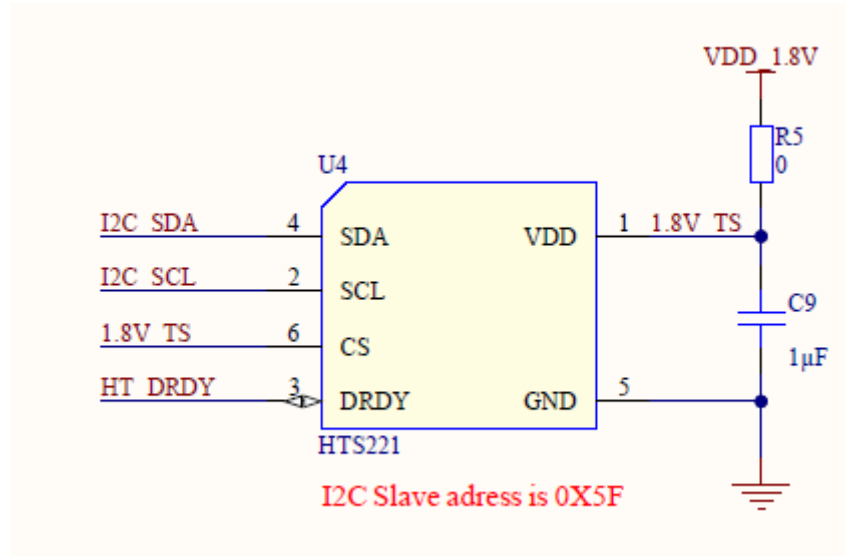 VDD_1.8V
R5
0
U4
I2C_SDA 4 SDA VDD 1 1.8V_TS
I2C_SCL 2 SCL
C9
1.8V_TS 6 CS
1µF
HT_DRDY 3 DRDY GND 5
HTS221
I2C Slave adress is 0X5F